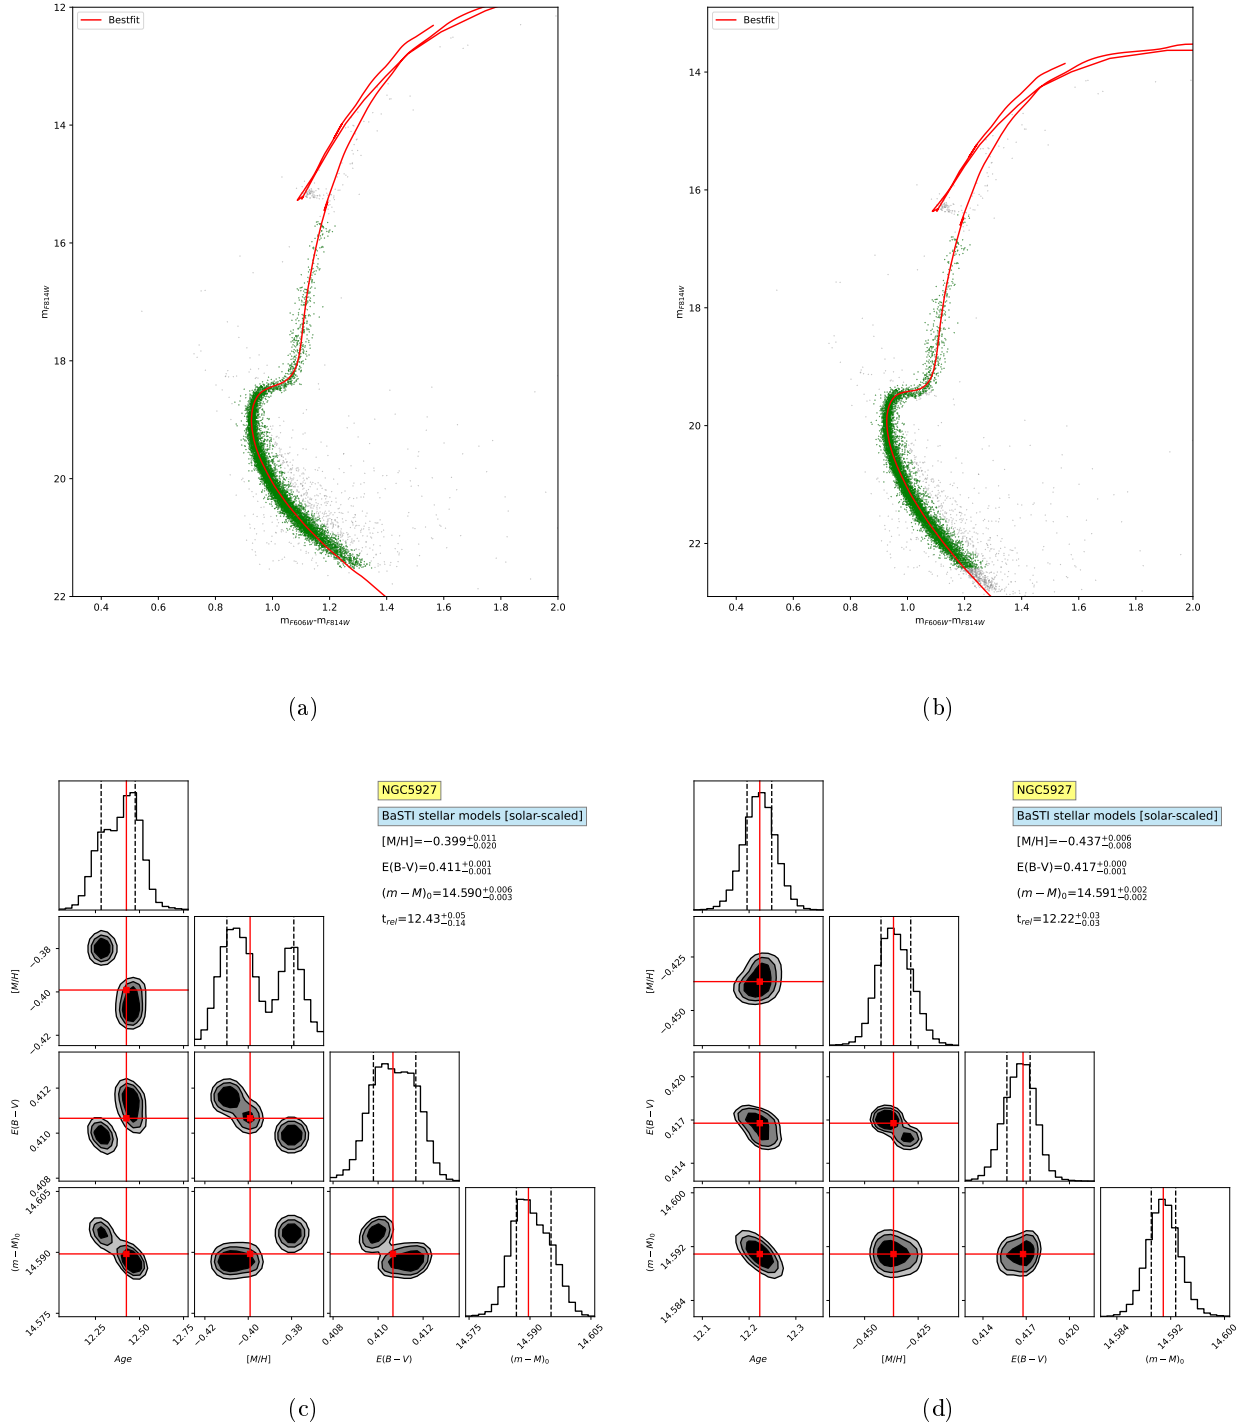 Bestfit
12
14
16
18
20
22
m_F814W
0.4 0.6 0.8 1.0 1.2 1.4 1.6 1.8 2.0
m_F606W-m_F814W
(a)
Bestfit
14
16
18
20
22
m_F814W
0.4 0.6 0.8 1.0 1.2 1.4 1.6 1.8 2.0
m_F606W-m_F814W
(b)
NGC5927
BaSTI stellar models [solar-scaled]
[M/H]=−0.399^{+0.011}_{−0.020}
E(B-V)=0.411^{+0.001}_{−0.001}
(m − M)_0=14.590^{+0.006}_{−0.003}
t_rel=12.43^{+0.05}_{−0.14}
−0.38
−0.40
−0.42
[M/H]
0.412
0.410
0.408
E(B − V)
14.605
14.590
14.575
(m − M)_0
12.25 12.50 12.75
Age
−0.42 −0.40 −0.38
[M/H]
0.408 0.410 0.412
E(B − V)
14.575 14.590 14.605
(m − M)_0
(c)
NGC5927
BaSTI stellar models [solar-scaled]
[M/H]=−0.437^{+0.006}_{−0.008}
E(B-V)=0.417^{+0.000}_{−0.001}
(m − M)_0=14.591^{+0.002}_{−0.002}
t_rel=12.22^{+0.03}_{−0.03}
−0.425
−0.450
[M/H]
0.420
0.417
0.414
E(B − V)
14.600
14.592
14.584
(m − M)_0
12.1 12.2 12.3
Age
−0.450 −0.425
[M/H]
0.414 0.417 0.420
E(B − V)
14.584 14.592 14.600
(m − M)_0
(d)